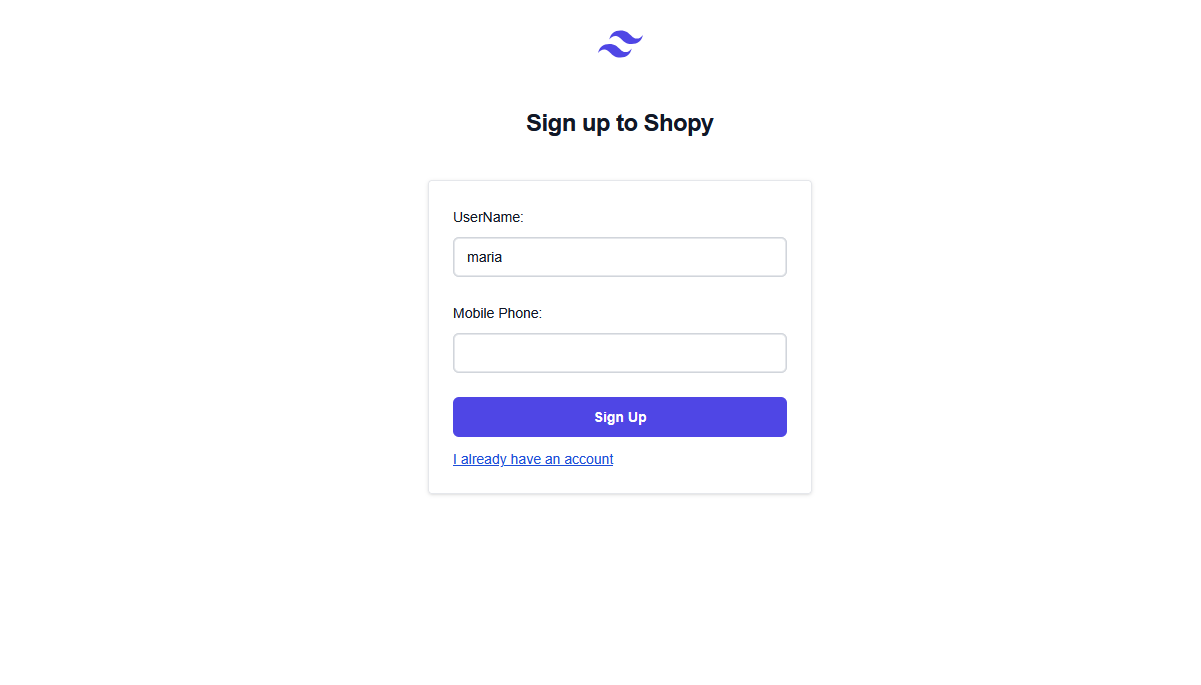 Sign up to Shopy
UserName:
maria
Mobile Phone:
Sign Up
I already have an account